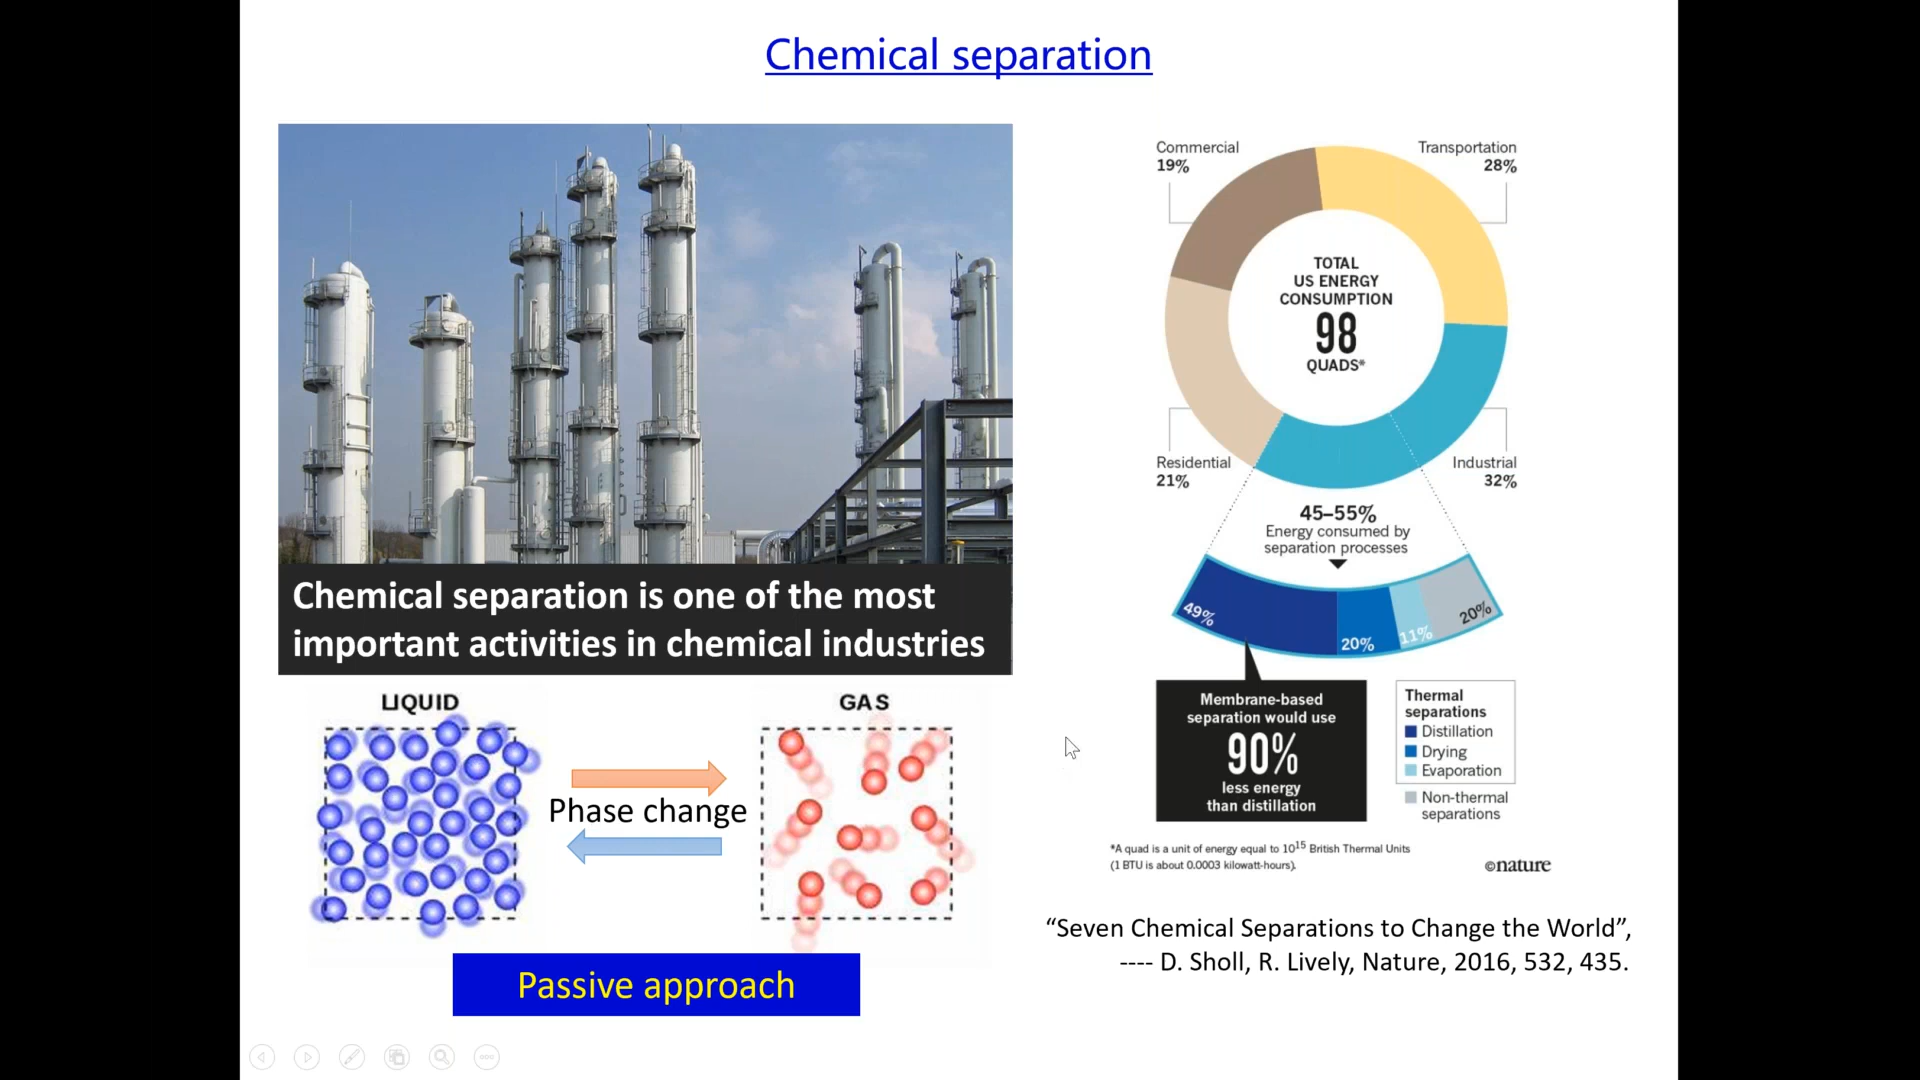 Chemical separation
Chemical separation is one of the most
important activities in chemical industries
LIQUID
GAS
Phase change
Passive approach
Commercial
19%
Transportation
28%
TOTAL
US ENERGY
CONSUMPTION
98
QUADS*
Residential
21%
Industrial
32%
45–55%
Energy consumed by
separation processes
49%
20%
11%
20%
Membrane-based
separation would use
90%
less energy
than distillation
Thermal
separations
Distillation
Drying
Evaporation
Non-thermal
separations
*A quad is a unit of energy equal to 10¹⁵ British Thermal Units
(1 BTU is about 0.0003 kilowatt-hours).
©nature
“Seven Chemical Separations to Change the World”,
---- D. Sholl, R. Lively, Nature, 2016, 532, 435.